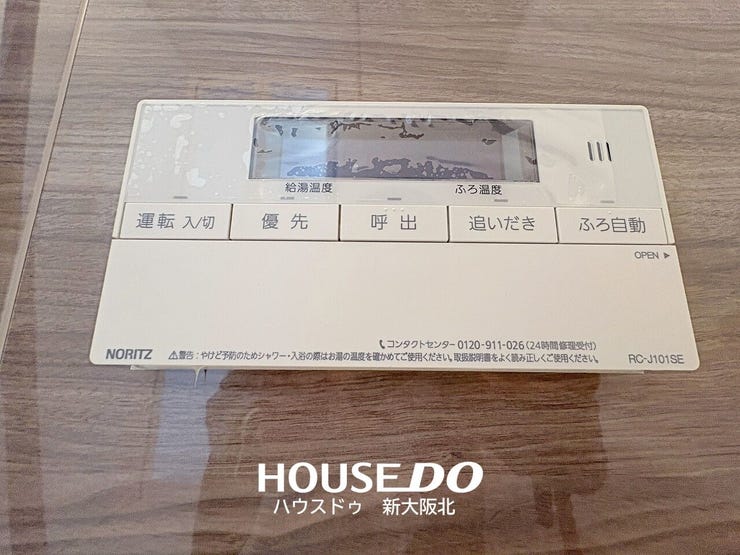 給湯温度 ふろ温度
運転 入/切 優先 呼出 追いだき ふろ自動
OPEN ▶
コンタクトセンター 0120-911-026 (24時間修理受付)
NORITZ ⚠警告：やけど予防のためシャワー・入浴の際はお湯の温度を確かめてご使用ください。取扱説明書をよく読み正しくご使用ください。 RC-J101SE
HOUSE DO
ハウスドゥ 新大阪北